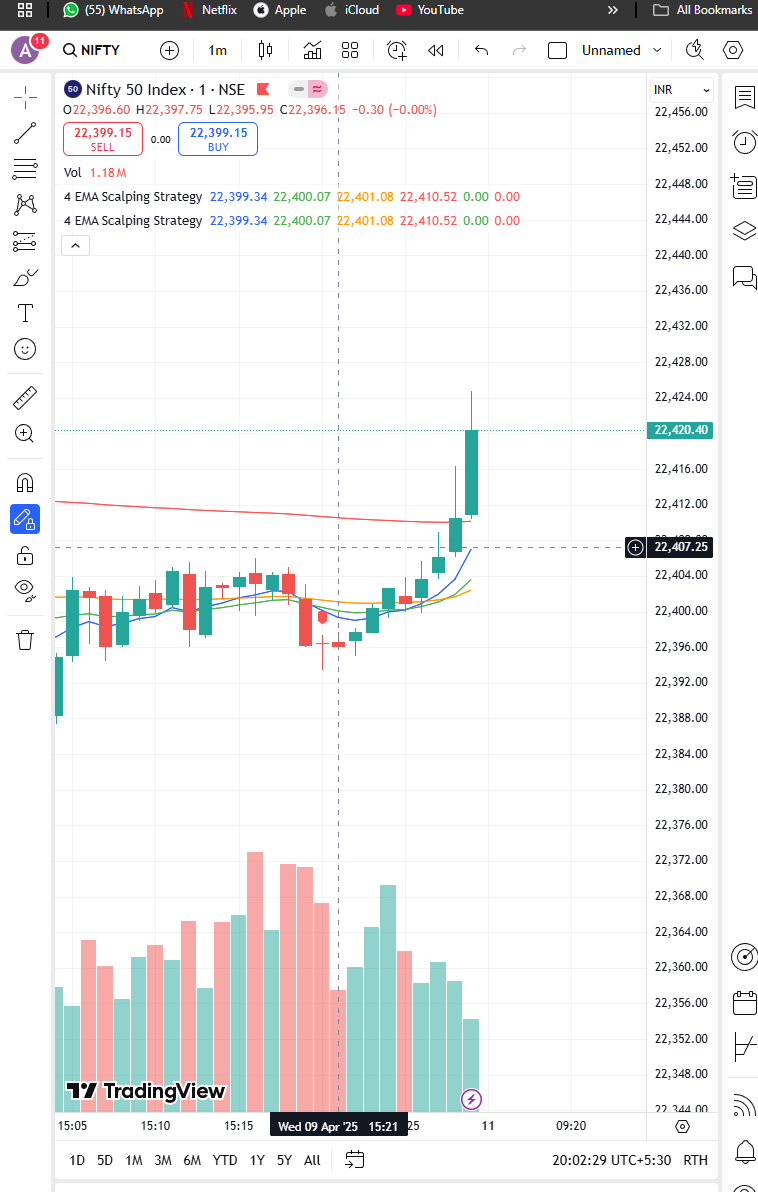 (55) WhatsApp Netflix Apple iCloud YouTube » All Bookmarks
A 11 NIFTY 1m Unnamed
50 Nifty 50 Index · 1 · NSE INR
O22,396.60 H22,397.75 L22,395.95 C22,396.15 −0.30 (−0.00%)
22,399.15 SELL 0.00 22,399.15 BUY
Vol 1.18M
4 EMA Scalping Strategy 22,399.34 22,400.07 22,401.08 22,410.52 0.00 0.00
4 EMA Scalping Strategy 22,399.34 22,400.07 22,401.08 22,410.52 0.00 0.00
22,456.00
22,452.00
22,448.00
22,444.00
22,440.00
22,436.00
22,432.00
22,428.00
22,424.00
22,420.40
22,416.00
22,412.00
22,407.25
22,404.00
22,400.00
22,396.00
22,392.00
22,388.00
22,384.00
22,380.00
22,376.00
22,372.00
22,368.00
22,364.00
22,360.00
22,356.00
22,352.00
22,348.00
22,344.00
TradingView
15:05 15:10 15:15 Wed 09 Apr '25 15:21 25 11 09:20
1D 5D 1M 3M 6M YTD 1Y 5Y All 20:02:29 UTC+5:30 RTH